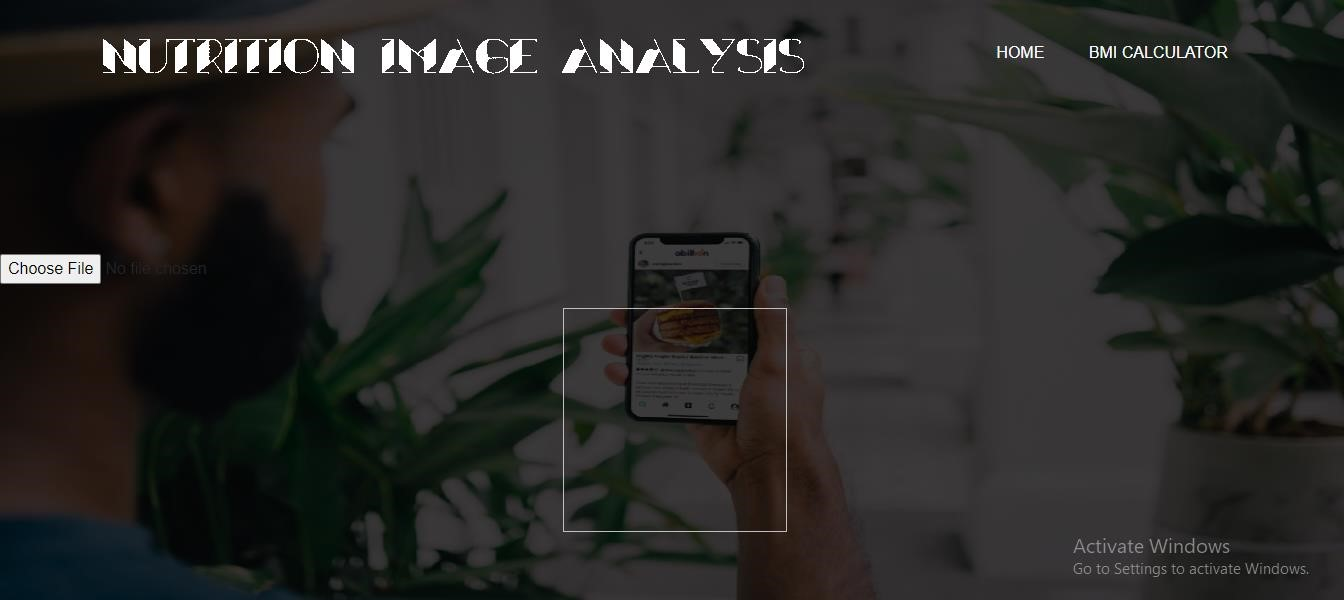 NUTRITION IMAGE ANALYSIS
HOME
BMI CALCULATOR
Choose File No file chosen
abillion
Activate Windows
Go to Settings to activate Windows.